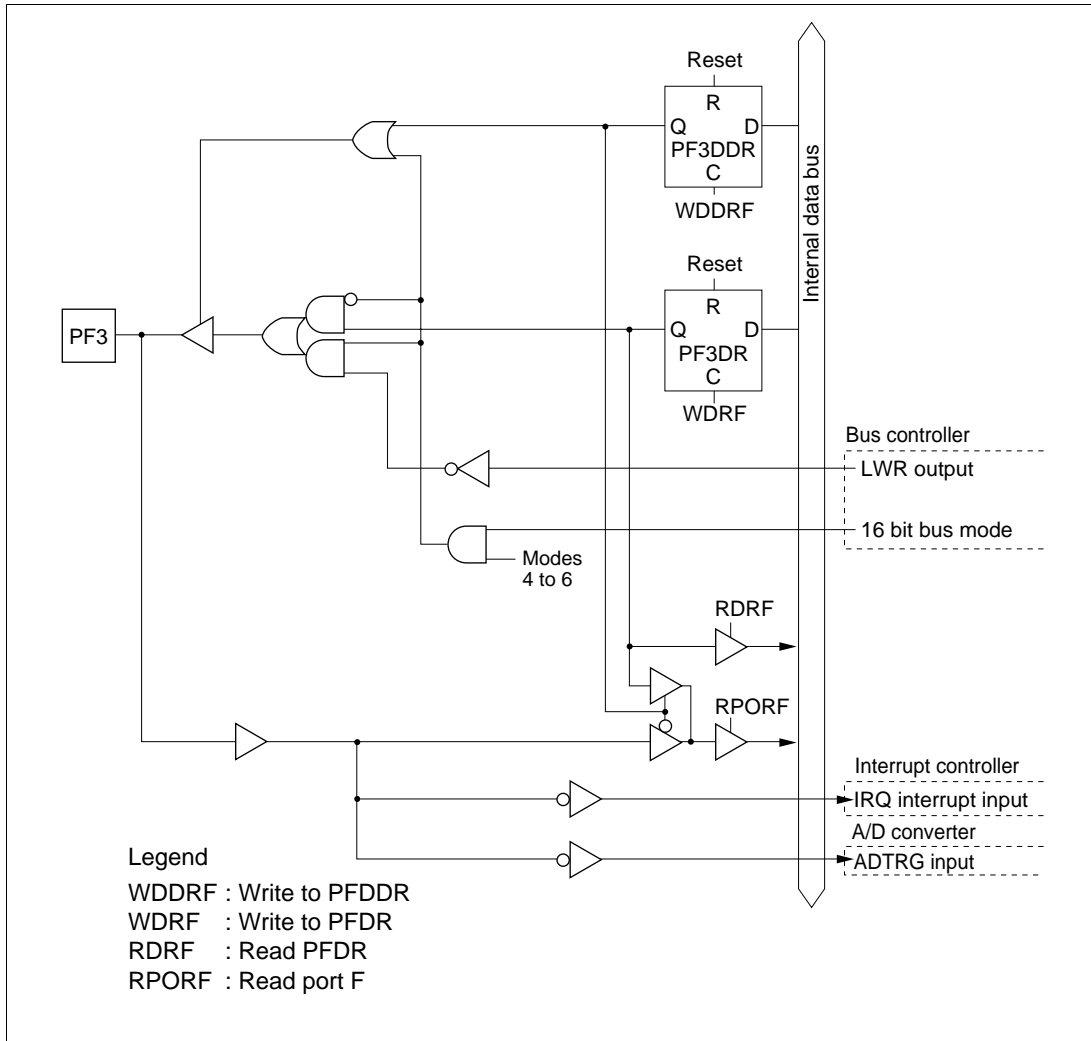 Reset
R
Q D
PF3DDR
C
WDDRF
Internal data bus
Reset
R
PF3
Q D
PF3DR
C
WDRF
Bus controller
LWR output
16 bit bus mode
Modes
4 to 6
RDRF
RPORF
Interrupt controller
IRQ interrupt input
A/D converter
ADTRG input
Legend
WDDRF : Write to PFDDR
WDRF : Write to PFDR
RDRF : Read PFDR
RPORF : Read port F